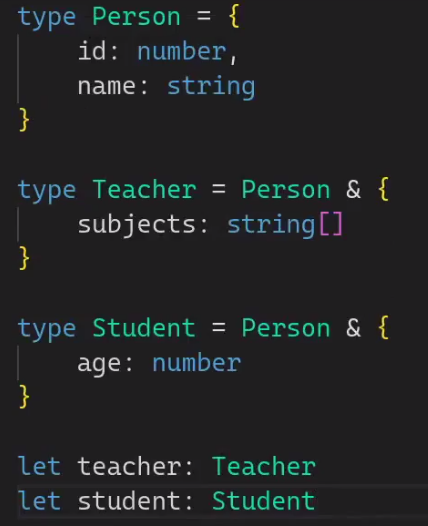 type Person = {
    id: number,
    name: string
}

type Teacher = Person & {
    subjects: string[]
}

type Student = Person & {
    age: number
}

let teacher: Teacher
let student: Student